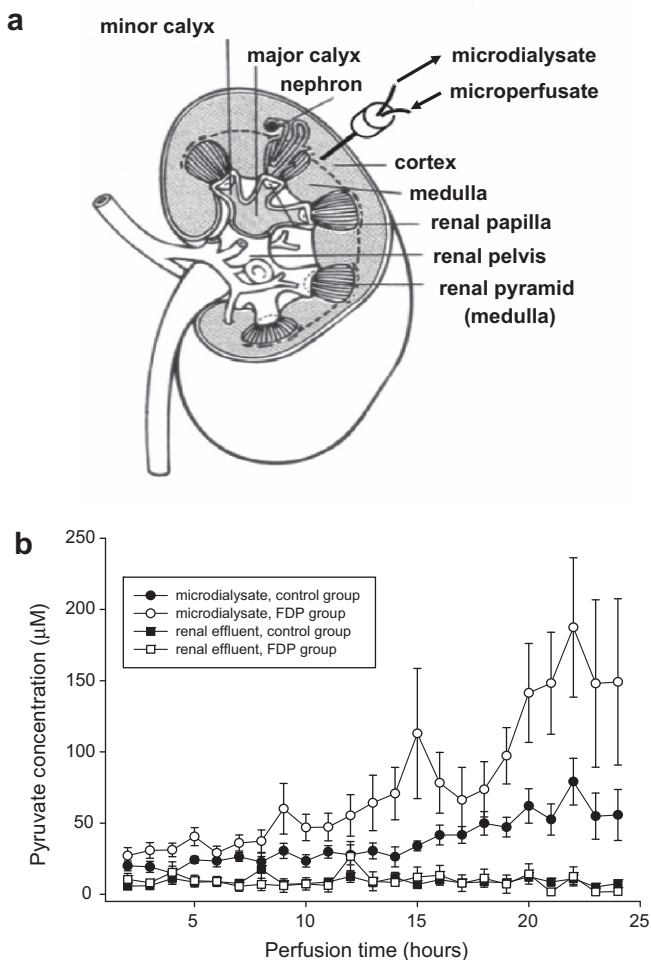 a
minor calyx
major calyx
nephron
microdialysate
microperfusate
cortex
medulla
renal papilla
renal pelvis
renal pyramid
(medulla)
b
250
200
150
100
50
0
Pyruvate concentration (μM)
microdialysate, control group
microdialysate, FDP group
renal effluent, control group
renal effluent, FDP group
5
10
15
20
25
Perfusion time (hours)